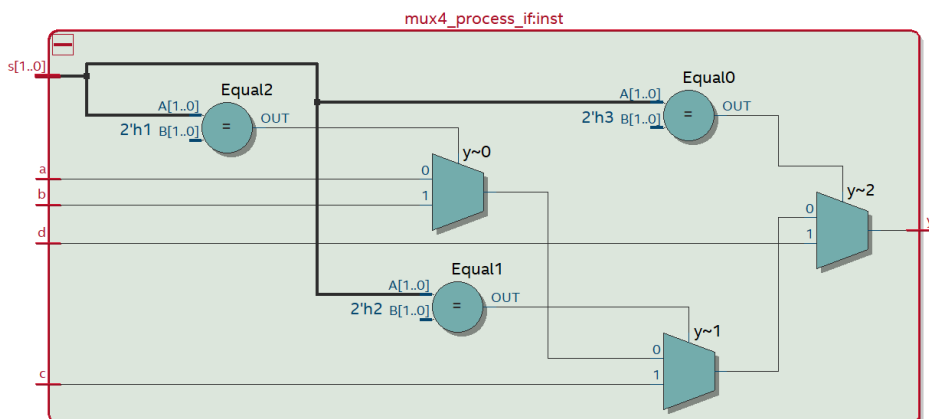 mux4_process_if:inst
s[1..0]
Equal2
A[1..0]
2'h1 B[1..0]
=
OUT
Equal0
A[1..0]
2'h3 B[1..0]
=
OUT
a
b
d
y~0
0
1
y~2
0
1
y
Equal1
A[1..0]
2'h2 B[1..0]
=
OUT
y~1
0
1
c